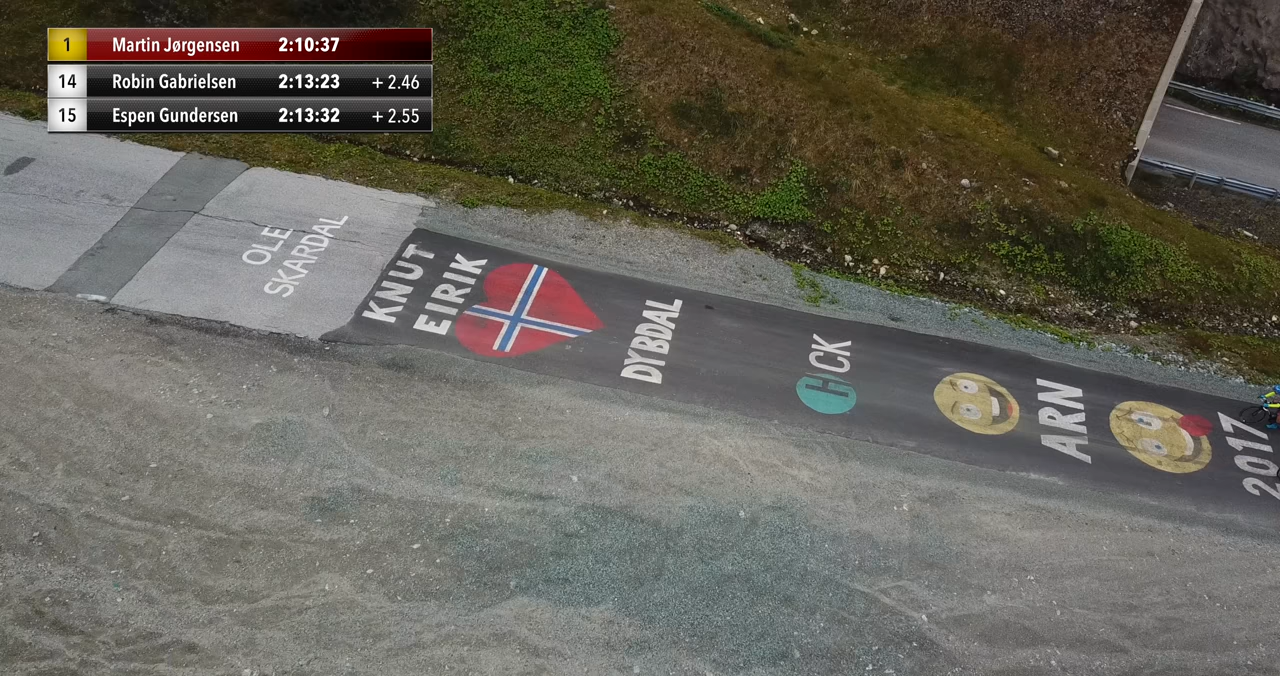 1 Martin Jørgensen 2:10:37
14 Robin Gabrielsen 2:13:23 + 2.46
15 Espen Gundersen 2:13:32 + 2.55
OLE
SKARDAL
KNUT
EIRIK
DYBDAL
HCK
ARN
2017